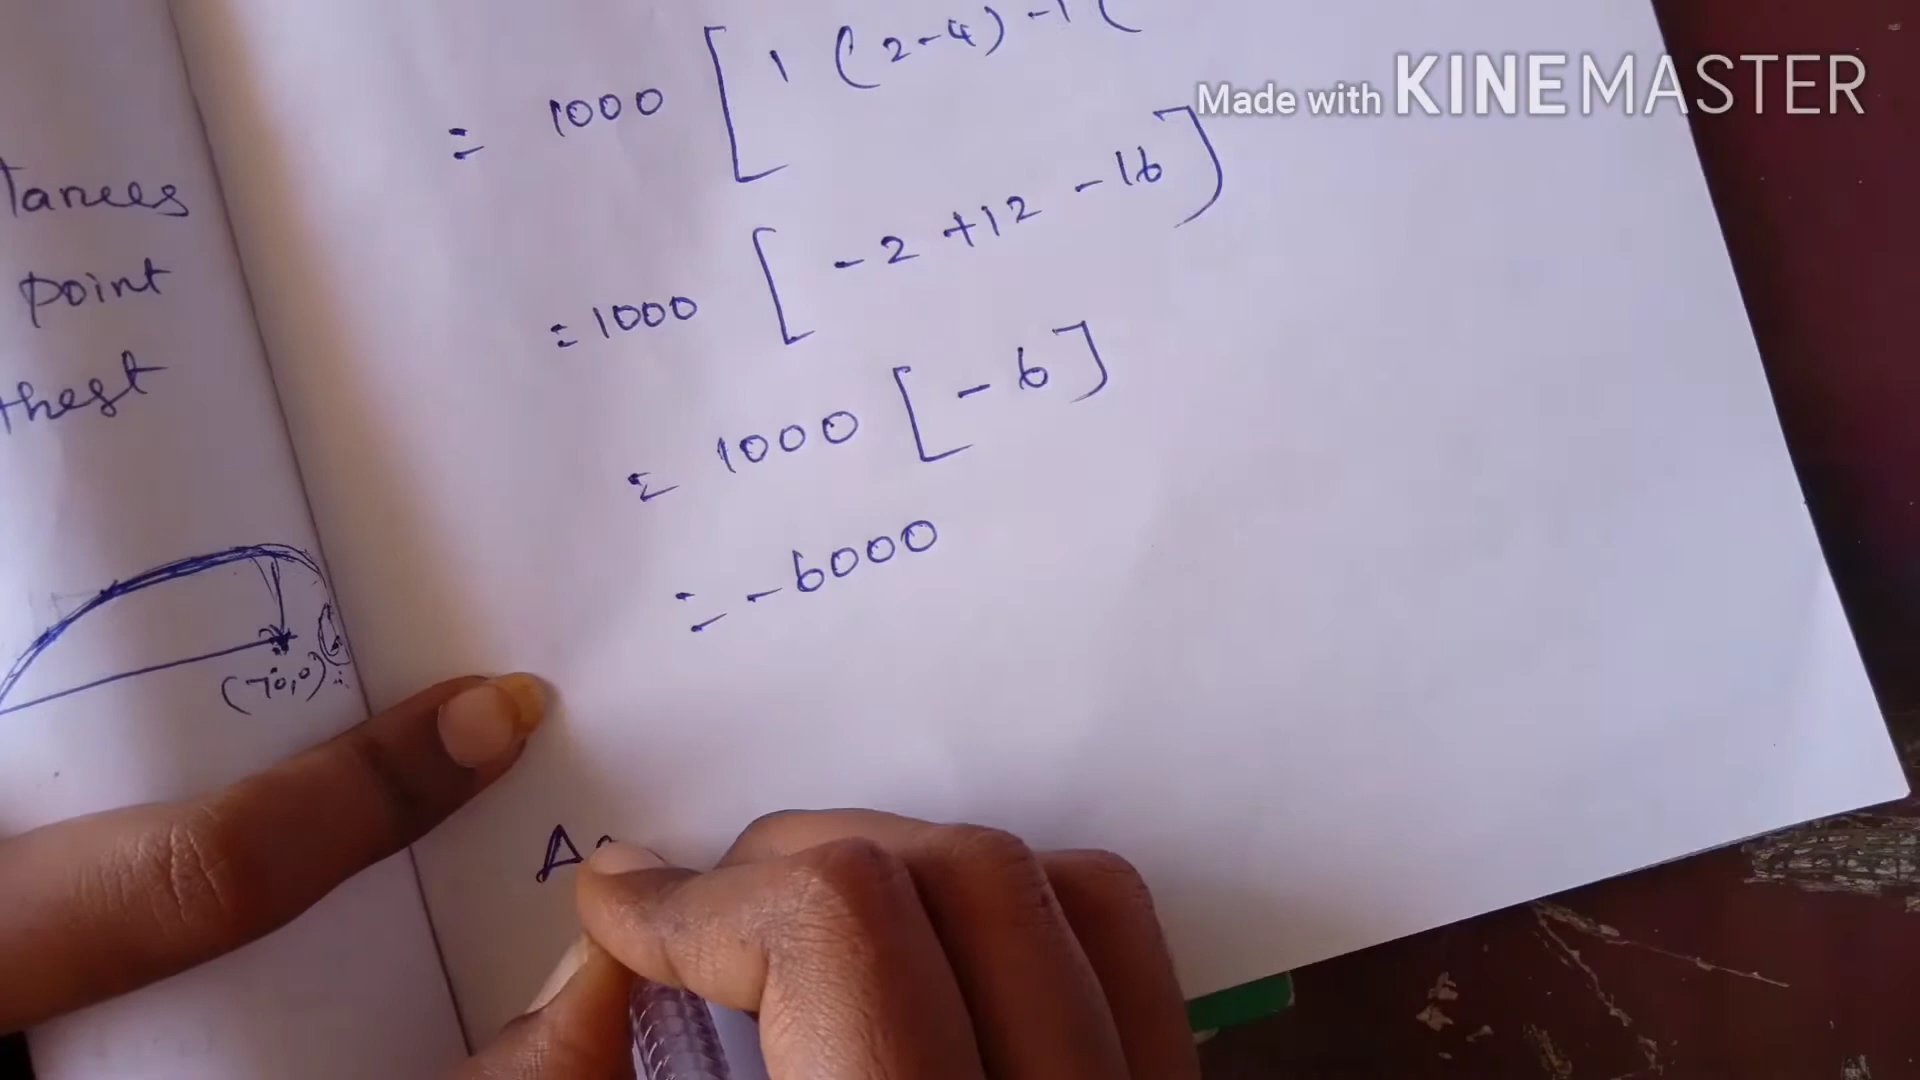 tances
point
thest
(70,0)
Made with KINEMASTER
= 1000 [ 1 (2-4) -1 (
= 1000 [ -2 +12 -16 ]
= 1000 [ -6 ]
= -6000